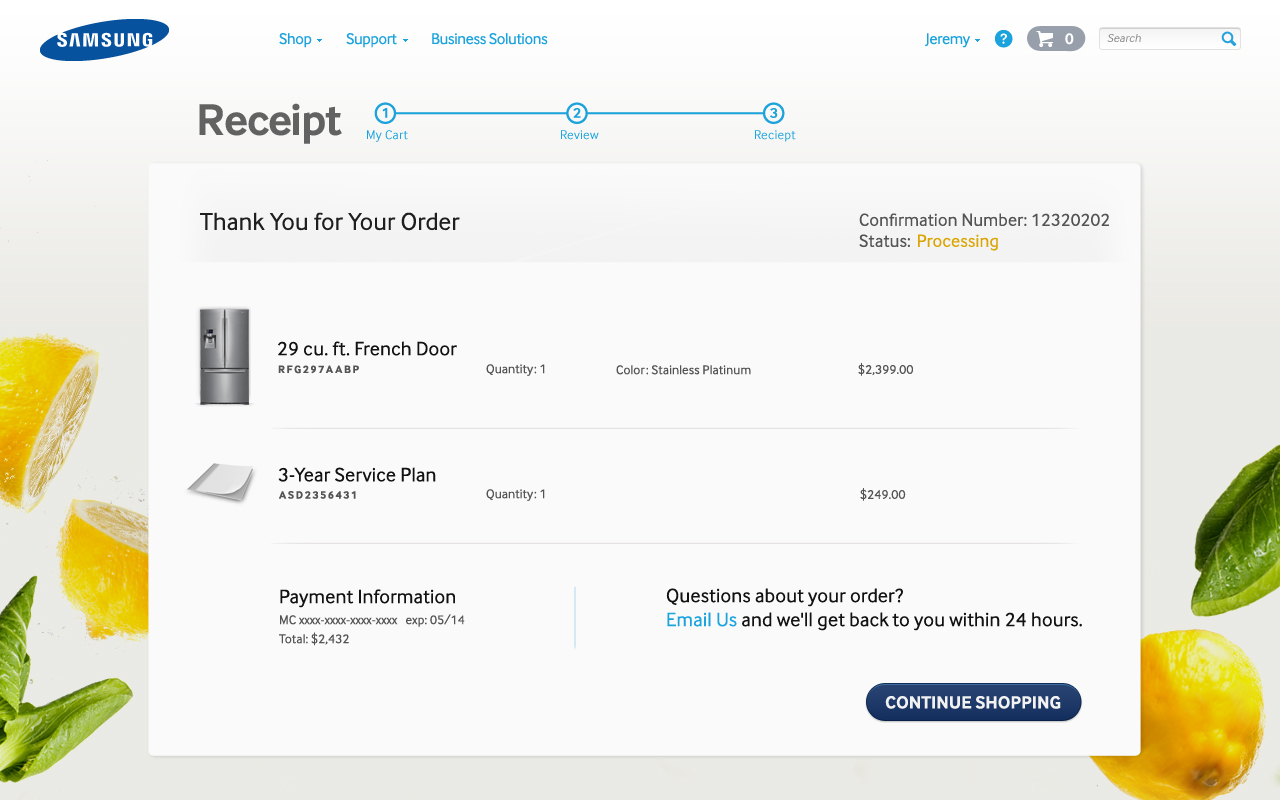 SAMSUNG
Shop
Support
Business Solutions
Jeremy
?
0
Search
Receipt
1
2
3
My Cart
Review
Reciept
Thank You for Your Order
Confirmation Number: 12320202
Status: Processing
29 cu. ft. French Door
RFG297AABP
Quantity: 1
Color: Stainless Platinum
$2,399.00
3-Year Service Plan
ASD2356431
Quantity: 1
$249.00
Payment Information
MC xxxx-xxxx-xxxx-xxxx exp: 05/14
Total: $2,432
Questions about your order?
Email Us and we'll get back to you within 24 hours.
CONTINUE SHOPPING